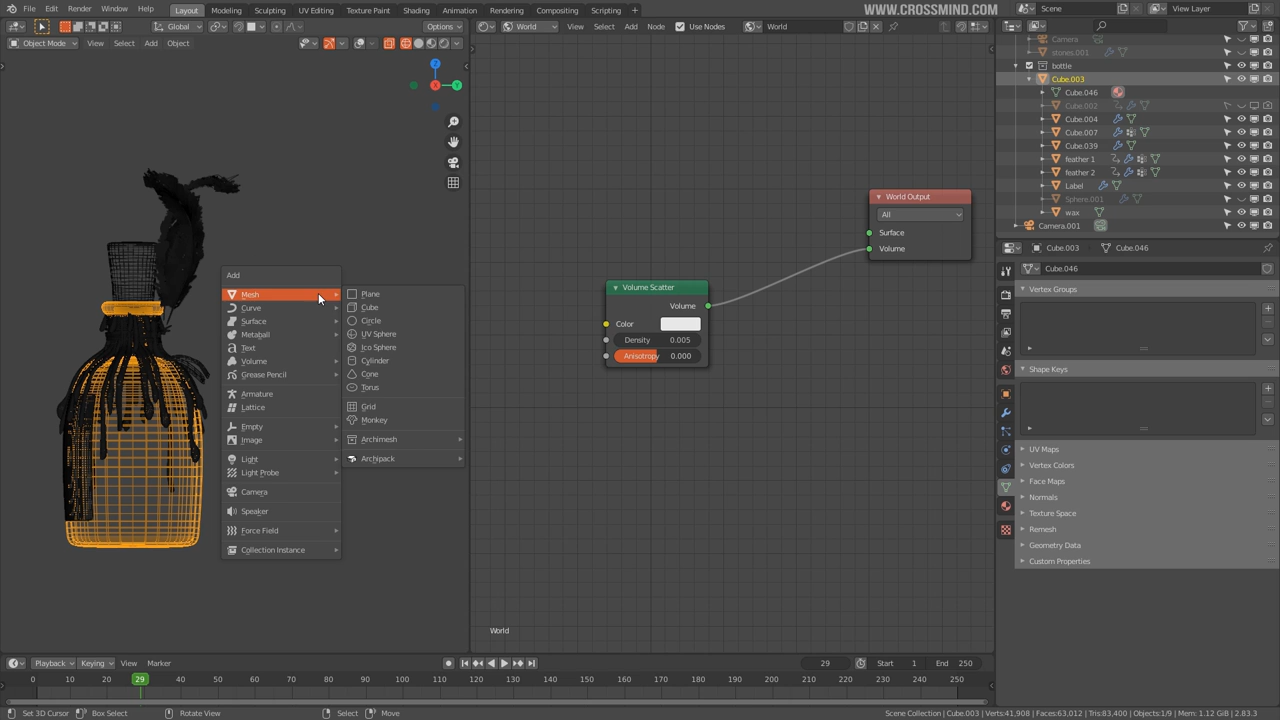 File Edit Render Window Help Layout Modeling Sculpting UV Editing Texture Paint Shading Animation Rendering Compositing Scripting WWW.CROSSMIND.COM Scene View Layer
Global Options World View Select Add Node Use Nodes World
Object Mode View Select Add Object
Z
Y
X
Camera
stones.001
bottle
Cube.003
Cube.046
Cube.002
Cube.004
Cube.007
Cube.039
feather 1
feather 2
Label
Sphere.001
wax
Camera.001
Cube.003 Cube.046
Cube.046
Vertex Groups
Shape Keys
UV Maps
Vertex Colors
Face Maps
Normals
Texture Space
Remesh
Geometry Data
Custom Properties
World Output
All
Surface
Volume
Volume Scatter
Volume
Color
Density 0.005
Anisotropy 0.000
World
Add
Mesh
Curve
Surface
Metaball
Text
Volume
Grease Pencil
Armature
Lattice
Empty
Image
Light
Light Probe
Camera
Speaker
Force Field
Collection Instance
Plane
Cube
Circle
UV Sphere
Ico Sphere
Cylinder
Cone
Torus
Grid
Monkey
Archimesh
Archipack
Playback Keying View Marker 29 Start 1 End 250
0 10 20 29 40 50 60 70 80 90 100 110 120 130 140 150 160 170 180 190 200 210 220 230 240 250
Set 3D Cursor Box Select Rotate View Select Move Scene Collection | Cube.003 | Verts:41,908 | Faces:63,012 | Tris:83,400 | Objects:1/9 | Mem: 1.12 GiB | 2.83.3